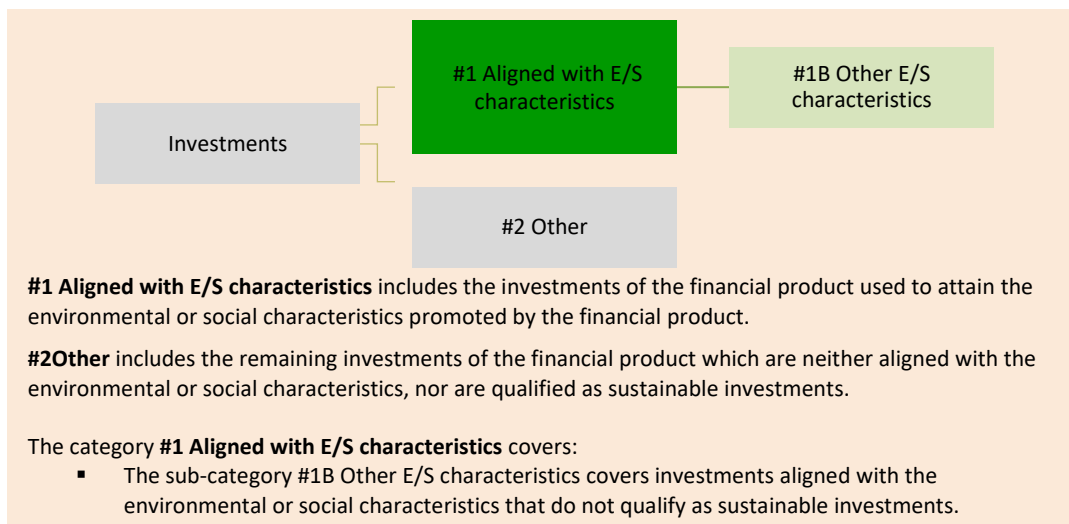 #1 Aligned with E/S
characteristics
#1B Other E/S
characteristics
Investments
#2 Other
#1 Aligned with E/S characteristics includes the investments of the financial product used to attain the
environmental or social characteristics promoted by the financial product.
#2Other includes the remaining investments of the financial product which are neither aligned with the
environmental or social characteristics, nor are qualified as sustainable investments.
The category #1 Aligned with E/S characteristics covers:
▪ The sub-category #1B Other E/S characteristics covers investments aligned with the
environmental or social characteristics that do not qualify as sustainable investments.